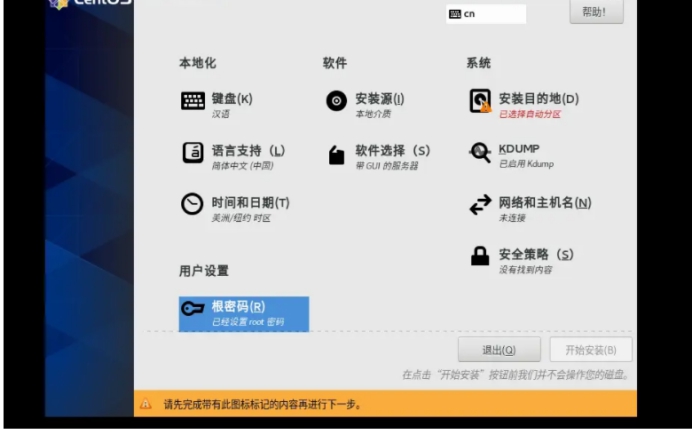 CentOS
cn
帮助!
本地化
软件
系统
键盘(K)
汉语
安装源(I)
本地介质
安装目的地(D)
已选择自动分区
语言支持 (L)
简体中文 (中国)
软件选择 (S)
带 GUI 的服务器
KDUMP
已启用 Kdump
时间和日期(T)
美洲/纽约 时区
网络和主机名(N)
未连接
安全策略 (S)
没有找到内容
用户设置
根密码(R)
已经设置 root 密码
退出(Q)
开始安装(B)
在点击 "开始安装" 按钮前我们并不会操作您的磁盘。
请先完成带有此图标标记的内容再进行下一步。